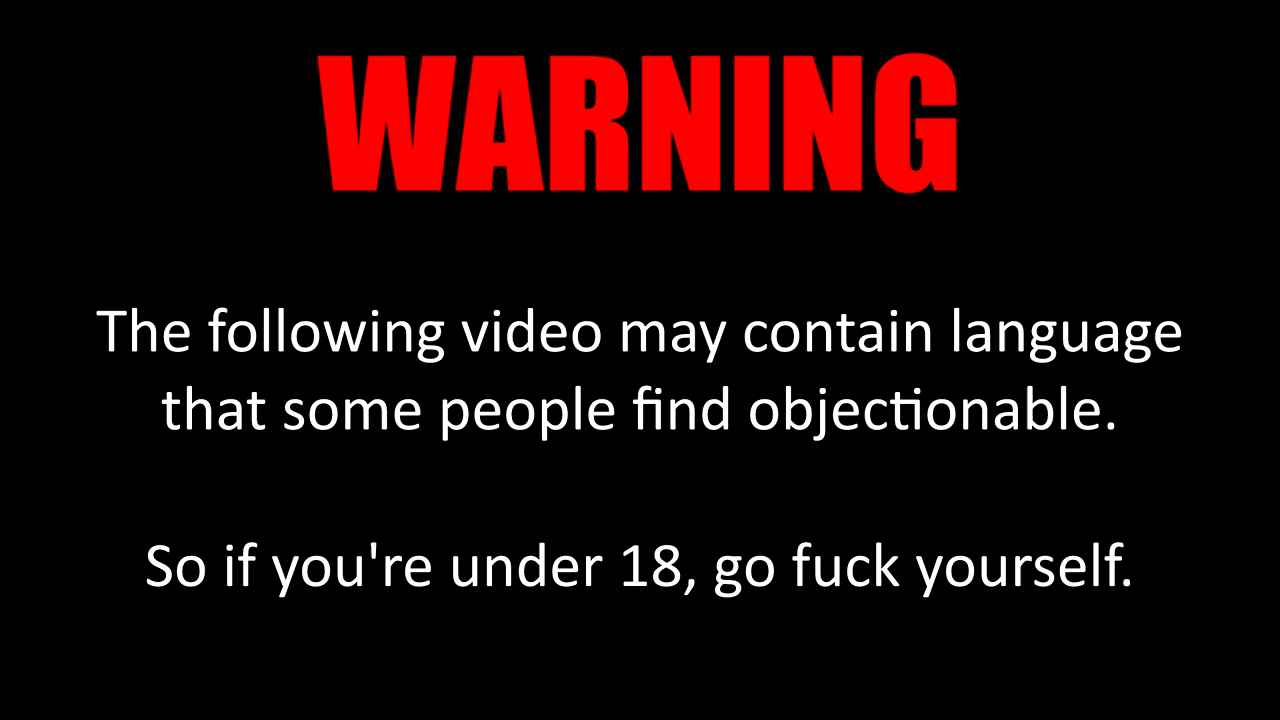 WARNING
The following video may contain language
that some people find objectionable.
So if you're under 18, go fuck yourself.